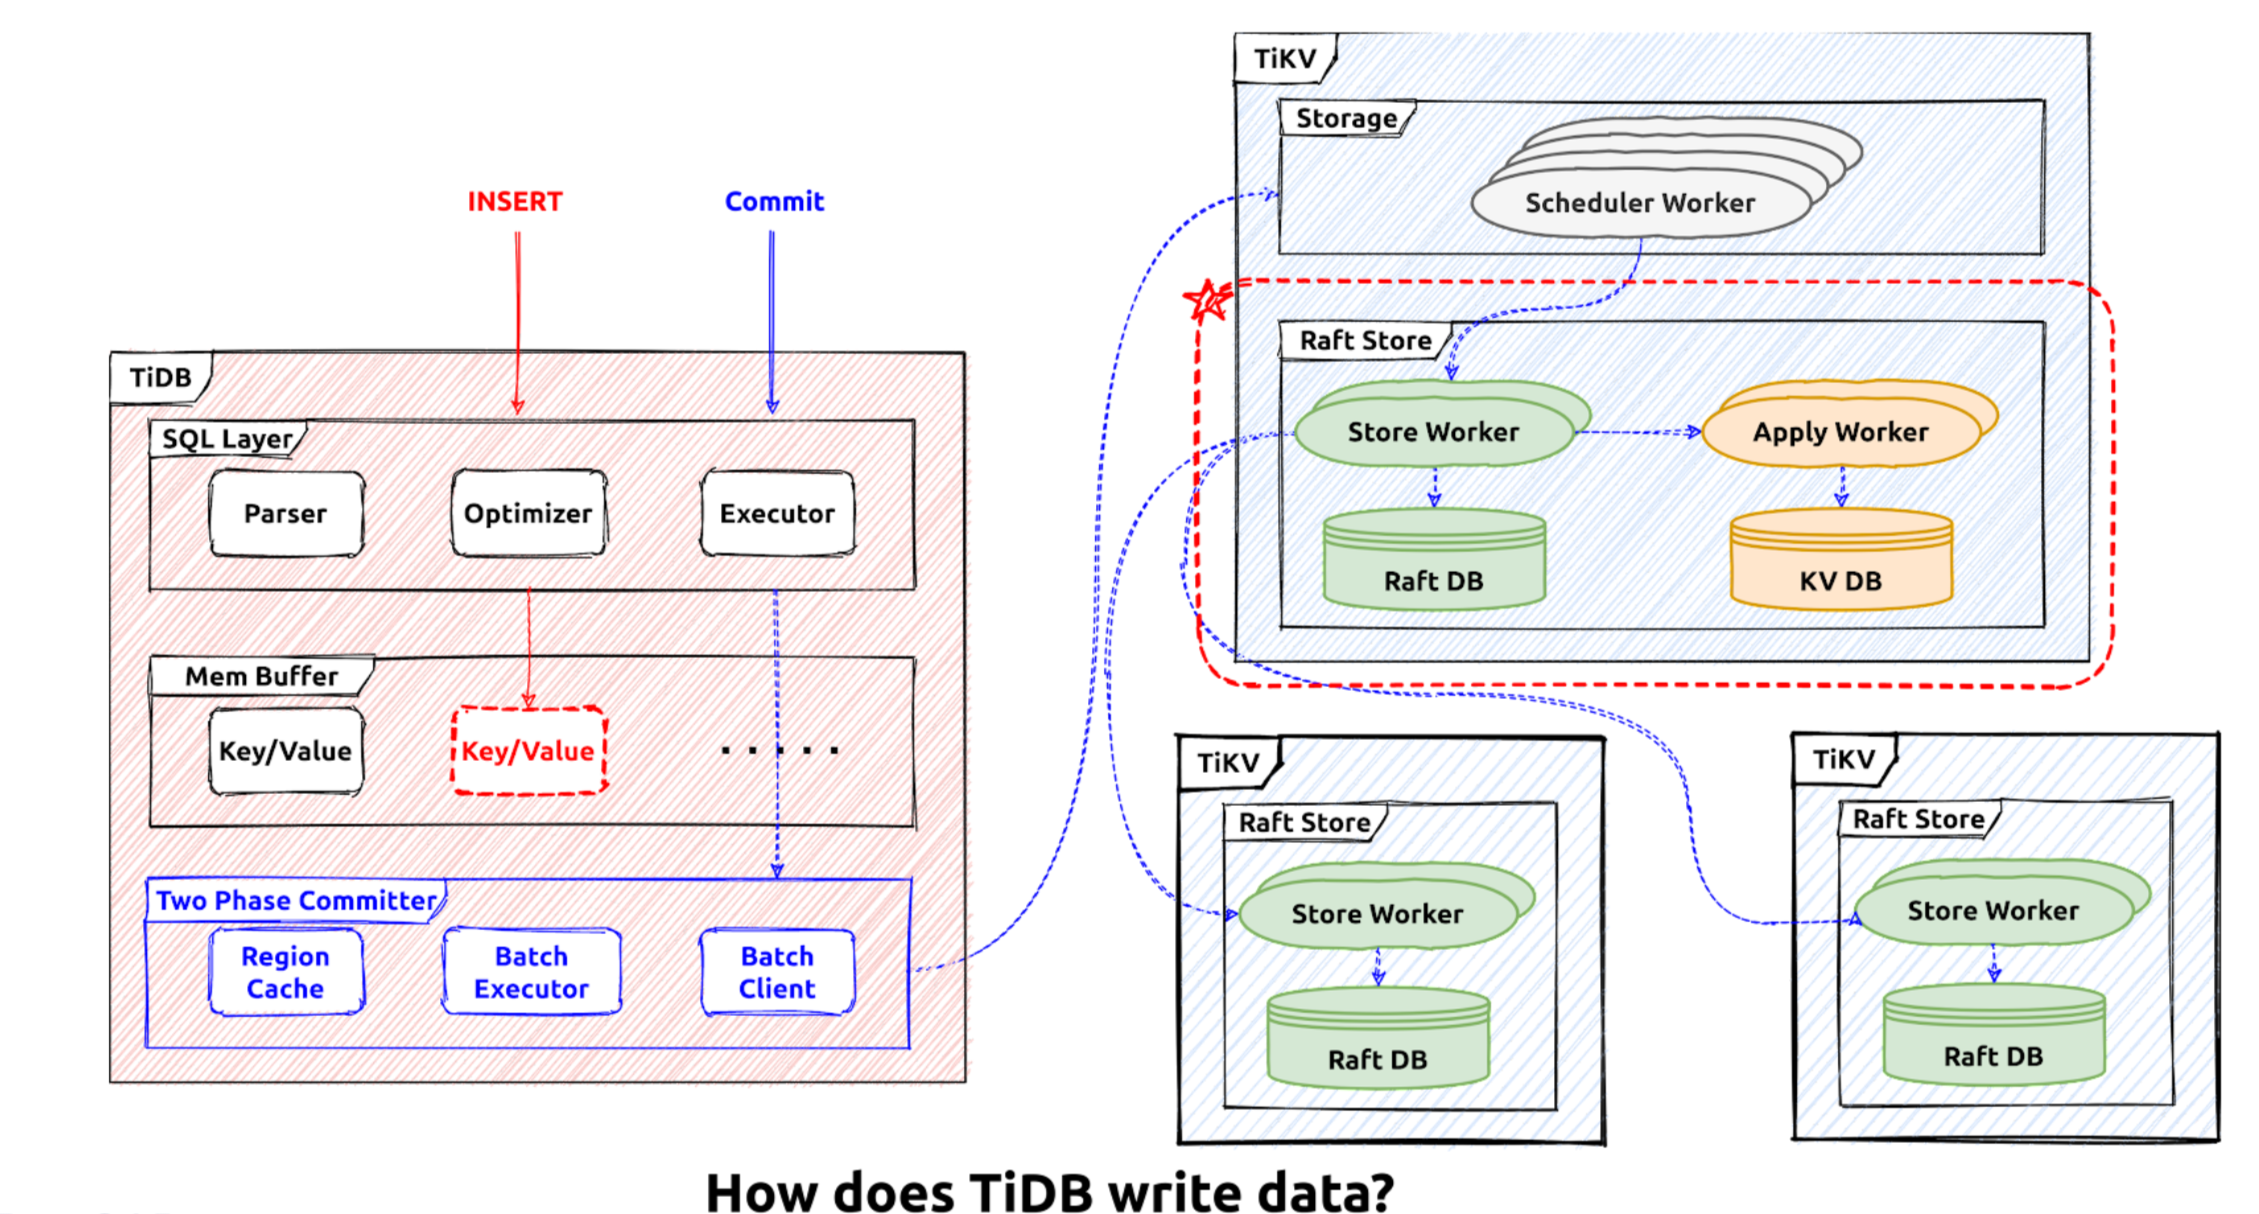 INSERT
Commit
TiDB
SQL Layer
Parser
Optimizer
Executor
Mem Buffer
Key/Value
Key/Value
.....
Two Phase Committer
Region
Cache
Batch
Executor
Batch
Client
TiKV
Storage
Scheduler Worker
Raft Store
Store Worker
Apply Worker
Raft DB
KV DB
TiKV
Raft Store
Store Worker
Raft DB
TiKV
Raft Store
Store Worker
Raft DB
How does TiDB write data?